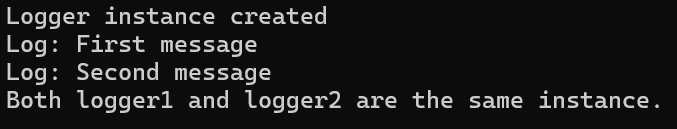 Logger instance created
Log: First message
Log: Second message
Both logger1 and logger2 are the same instance.